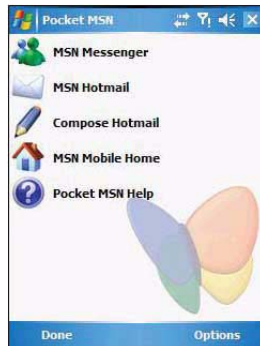 Pocket MSN
MSN Messenger
MSN Hotmail
Compose Hotmail
MSN Mobile Home
Pocket MSN Help
Done Options